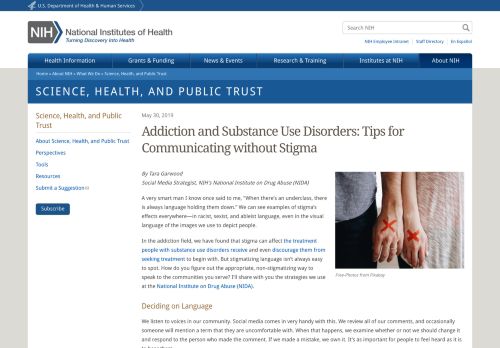 U.S. Department of Health & Human Services
NIH National Institutes of Health
Turning Discovery Into Health
Search NIH
NIH Employee Intranet | Staff Directory | En Español
Health Information
Grants & Funding
News & Events
Research & Training
Institutes at NIH
About NIH
Home » About NIH » What We Do » Science, Health, and Public Trust
SCIENCE, HEALTH, AND PUBLIC TRUST
Science, Health, and Public
Trust
About Science, Health, and Public Trust
Perspectives
Tools
Resources
Submit a Suggestion
Subscribe
May 30, 2019
Addiction and Substance Use Disorders: Tips for
Communicating without Stigma
By Tara Garwood
Social Media Strategist, NIH's National Institute on Drug Abuse (NIDA)
A very smart man I know once said to me, "When there's an underclass, there
is always language holding them down." We can see examples of stigma's
effects everywhere—in racist, sexist, and ableist language, even in the visual
language of the images we use to depict people.
In the addiction field, we have found that stigma can affect the treatment
people with substance use disorders receive and even discourage them from
seeking treatment to begin with. But stigmatizing language isn't always easy
to spot. How do you figure out the appropriate, non-stigmatizing way to
speak to the communities you serve? I'll share with you the strategies we use
at the National Institute on Drug Abuse (NIDA).
Free-Photos from Pixabay
Deciding on Language
We listen to voices in our community. Social media comes in very handy with this. We review all of our comments, and occasionally
someone will mention a term that they are uncomfortable with. When that happens, we examine whether or not we should change it
and respond to the person who made the comment. If we made a mistake, we own it. It's as important for people to feel heard as it is